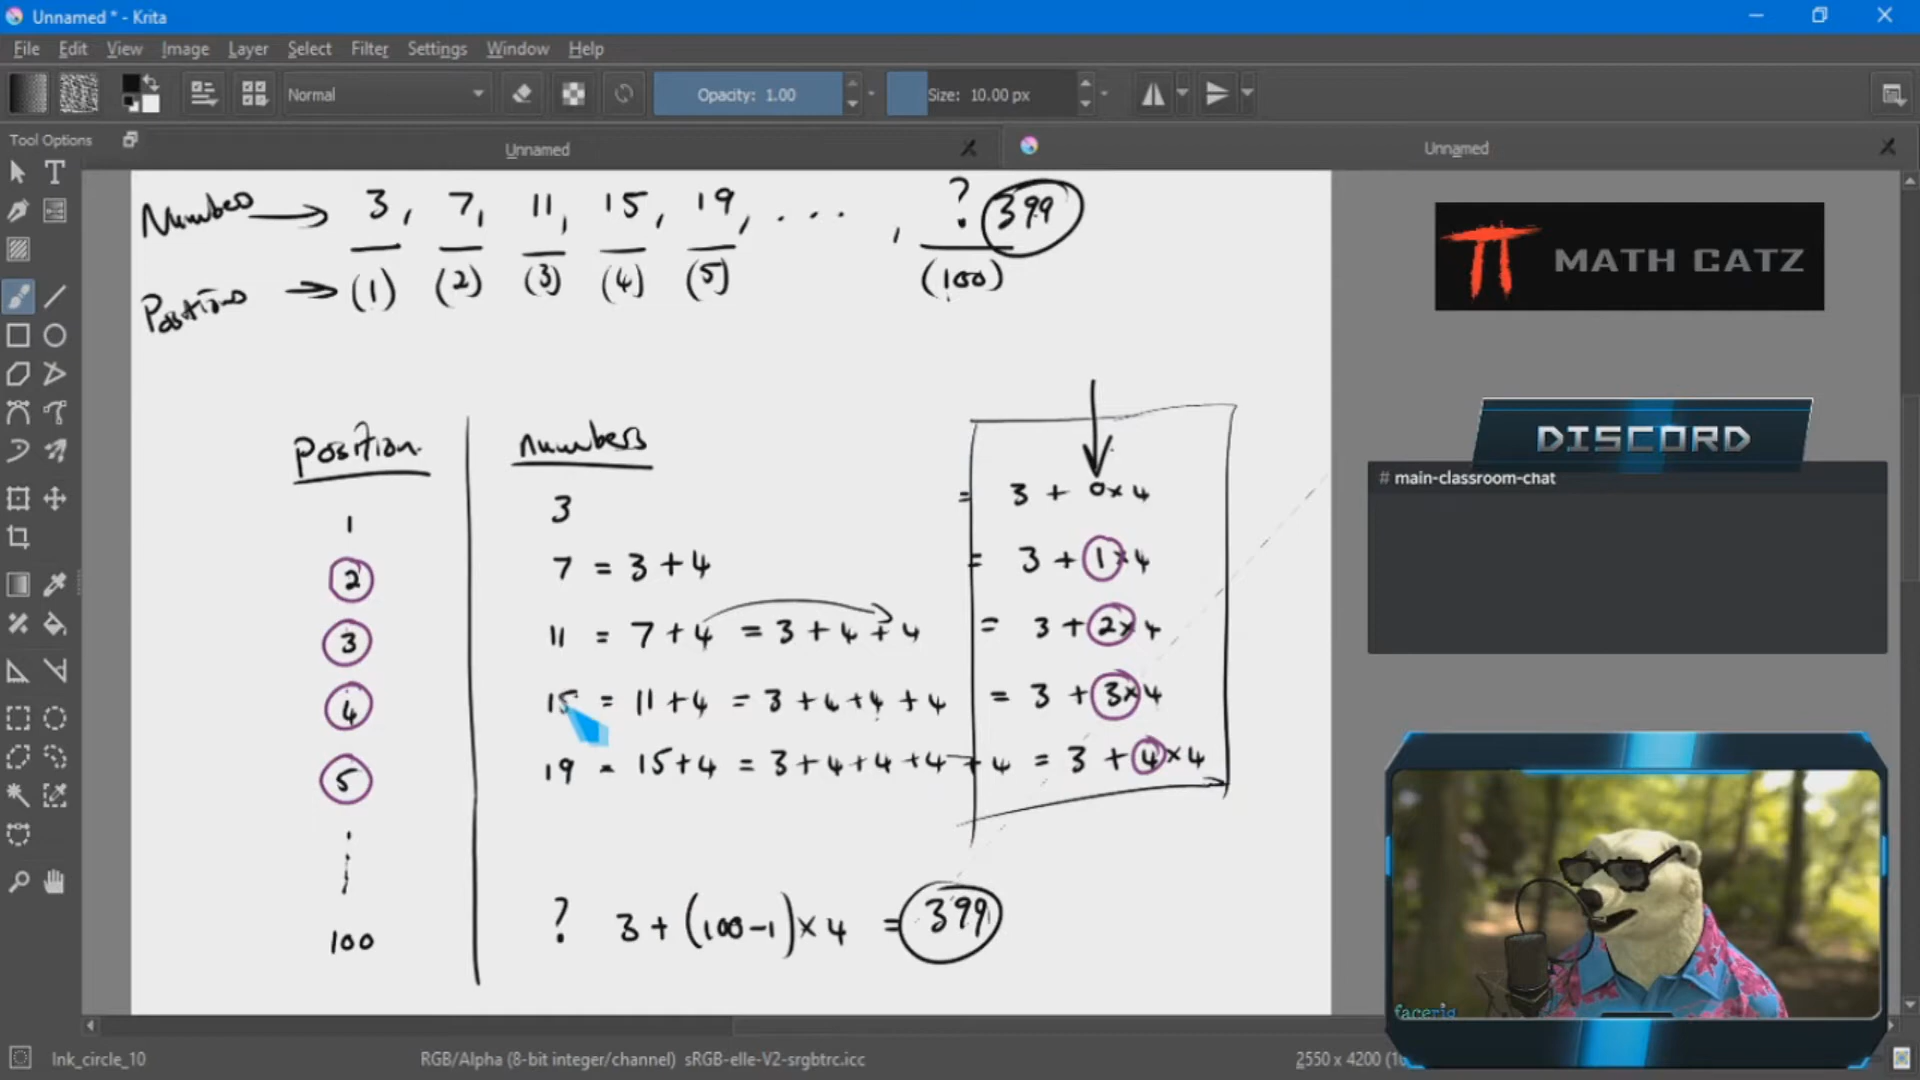 Unnamed * - Krita
File Edit View Image Layer Select Filter Settings Window Help
Normal
Opacity: 1.00
Size: 10.00 px
Tool Options
Unnamed
Unnamed
Number → 3, 7, 11, 15, 19, . . . , ? 399
Positions → (1) (2) (3) (4) (5) (100)
MATH CATZ
Position numbers
1 3 = 3 + 0×4
2 7 = 3 + 4 = 3 + 1×4
3 11 = 7 + 4 = 3 + 4 + 4 = 3 + 2×4
4 15 = 11 + 4 = 3 + 4 + 4 + 4 = 3 + 3×4
5 19 = 15 + 4 = 3 + 4 + 4 + 4 + 4 = 3 + 4×4
100 ? 3 + (100-1) × 4 = 399
DISCORD
# main-classroom-chat
facerig
Ink_circle_10
RGB/Alpha (8-bit integer/channel) sRGB-elle-V2-srgbtrc.icc
2550 x 4200 (1